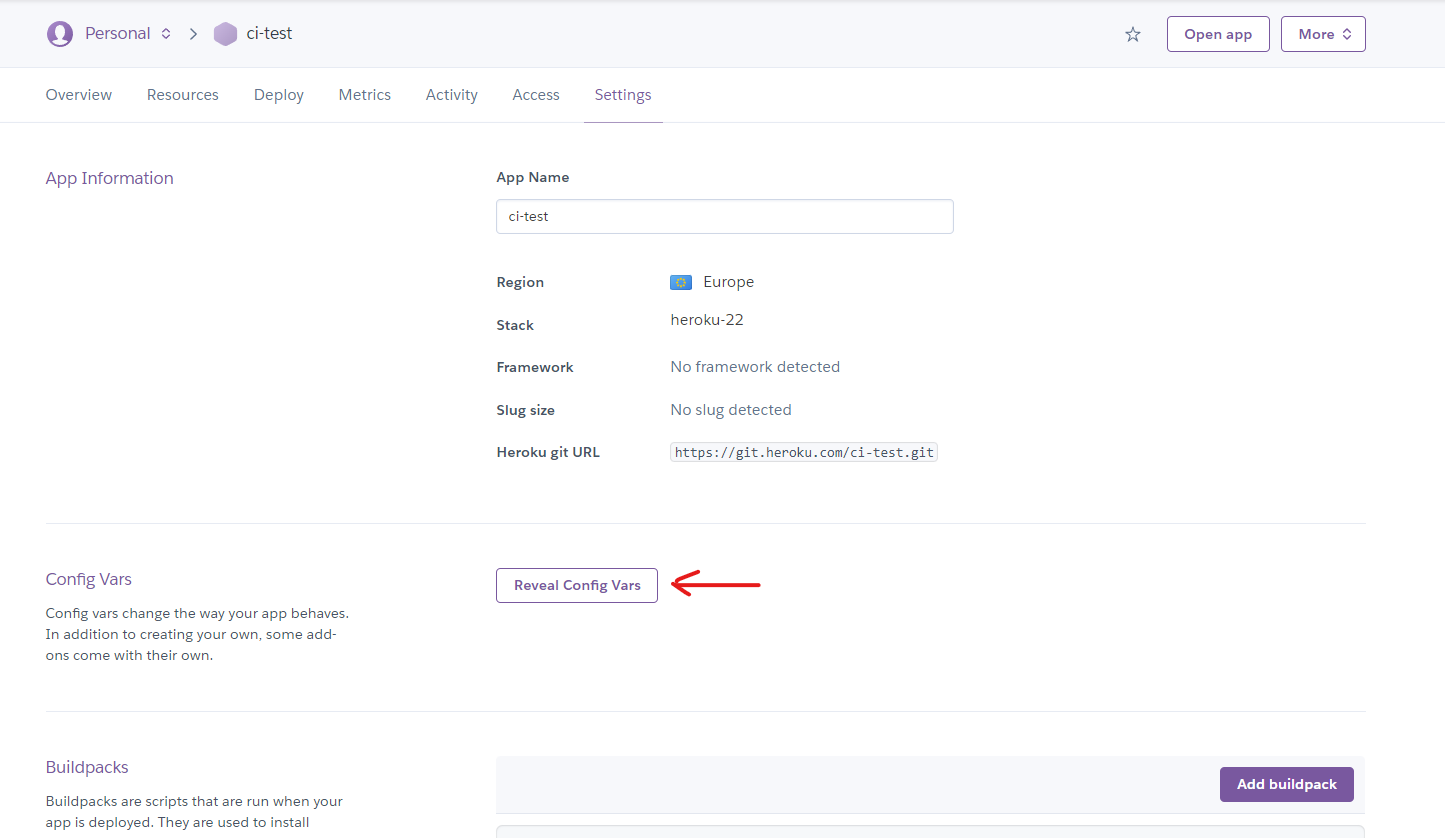 Personal ci-test Open app More
Overview Resources Deploy Metrics Activity Access Settings
App Information
App Name
ci-test
Region Europe
Stack heroku-22
Framework No framework detected
Slug size No slug detected
Heroku git URL https://git.heroku.com/ci-test.git
Config Vars
Config vars change the way your app behaves.
In addition to creating your own, some add-
ons come with their own.
Reveal Config Vars
Buildpacks
Buildpacks are scripts that are run when your
app is deployed. They are used to install
Add buildpack